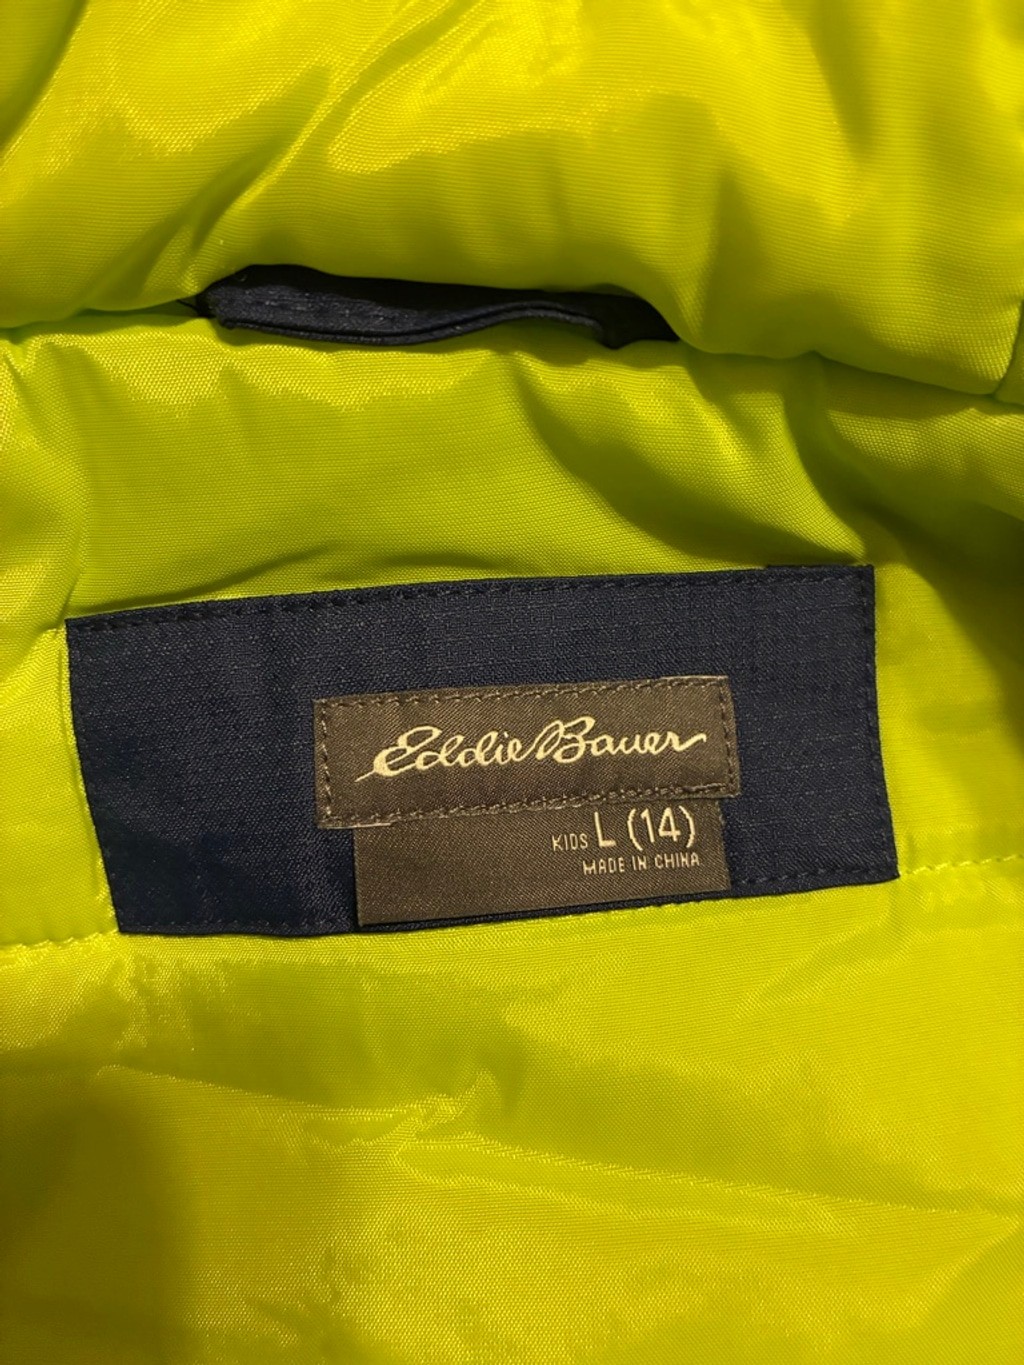 Eddie Bauer
KIDS L (14)
MADE IN CHINA